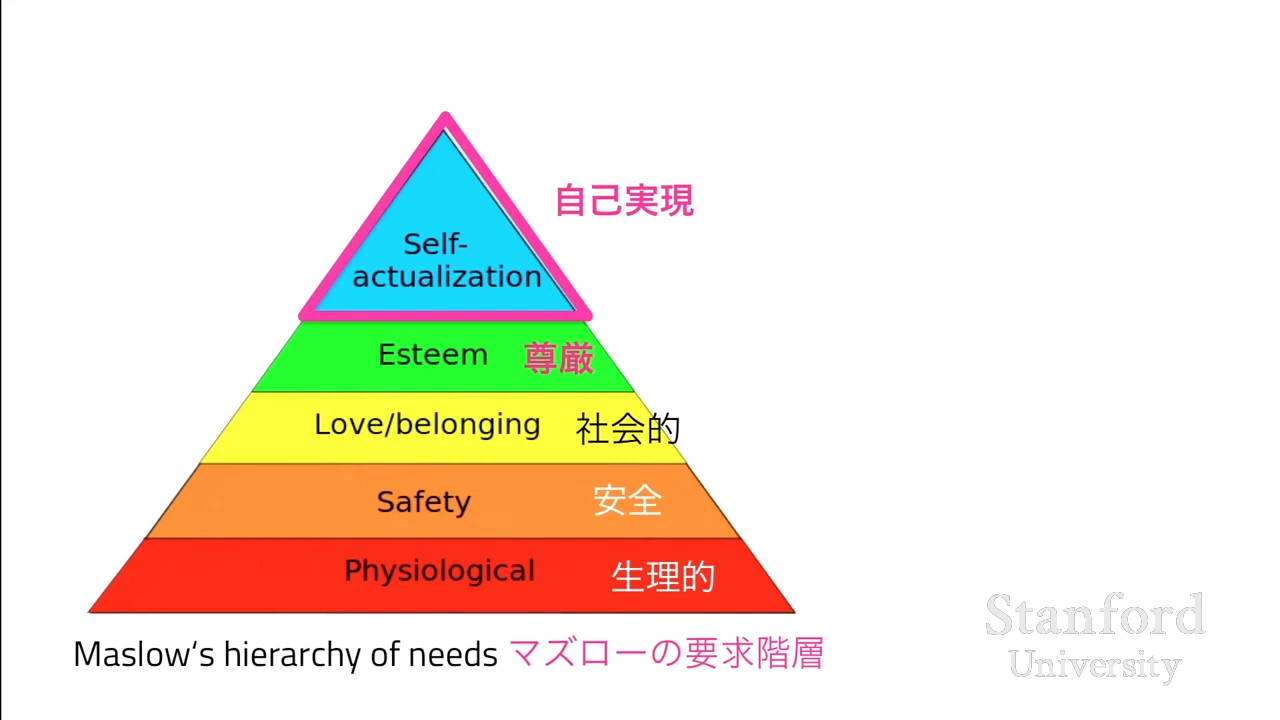 自己実現
Self-
actualization
Esteem 尊厳
Love/belonging 社会的
Safety 安全
Physiological 生理的
Maslow‘s hierarchy of needs マズローの要求階層
Stanford
University